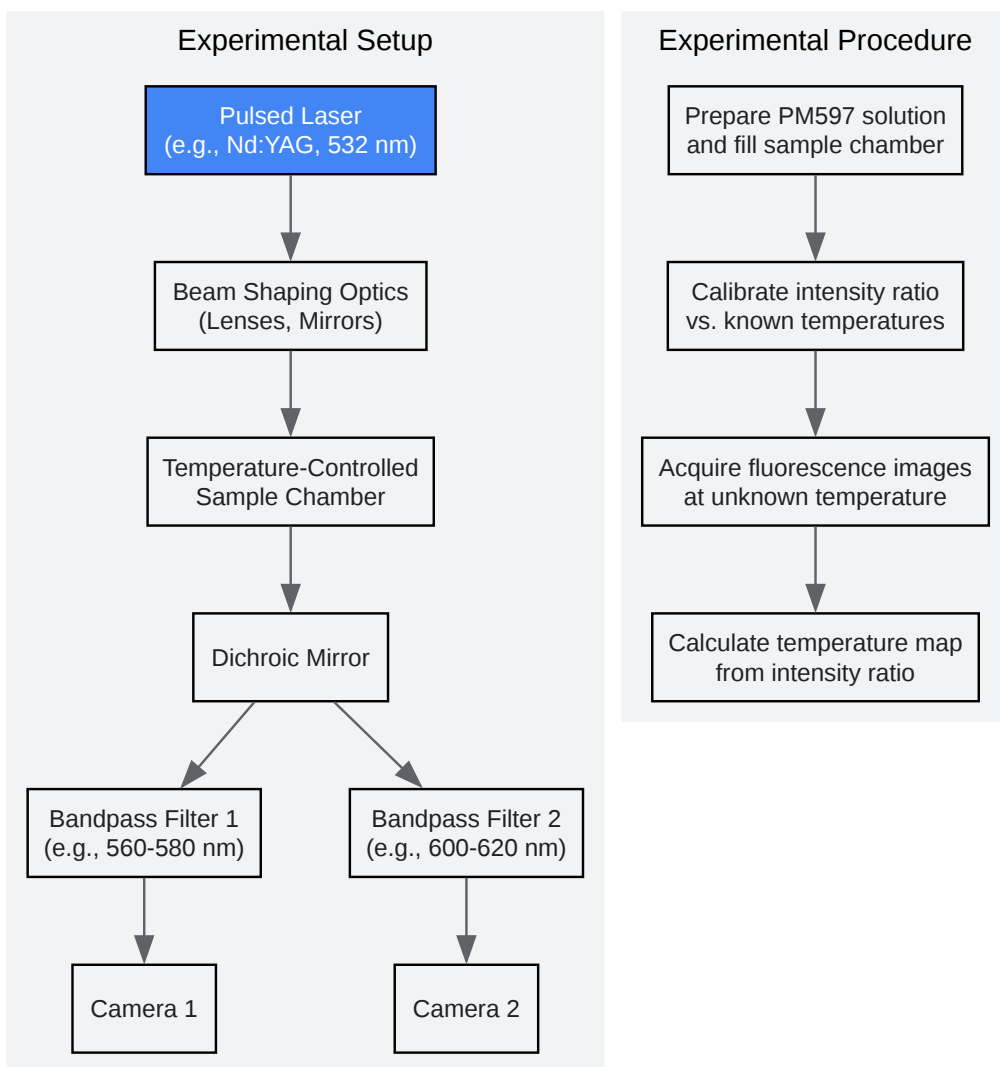 Experimental Setup
Pulsed Laser
(e.g., Nd:YAG, 532 nm)
Beam Shaping Optics
(Lenses, Mirrors)
Temperature-Controlled
Sample Chamber
Dichroic Mirror
Bandpass Filter 1
(e.g., 560-580 nm)
Bandpass Filter 2
(e.g., 600-620 nm)
Camera 1
Camera 2
Experimental Procedure
Prepare PM597 solution
and fill sample chamber
Calibrate intensity ratio
vs. known temperatures
Acquire fluorescence images
at unknown temperature
Calculate temperature map
from intensity ratio